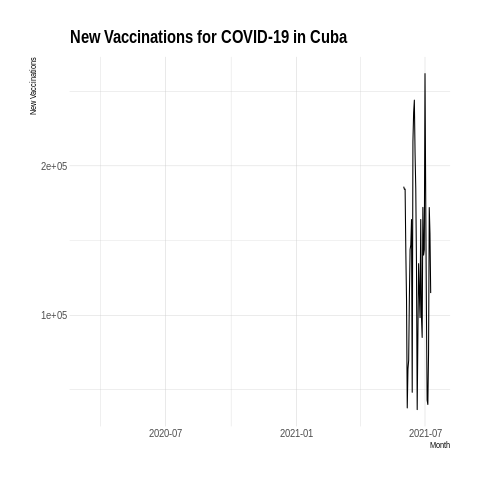 New Vaccinations for COVID-19 in Cuba
New Vaccinations
2e+05
1e+05
2020-07
2021-01
2021-07
Month